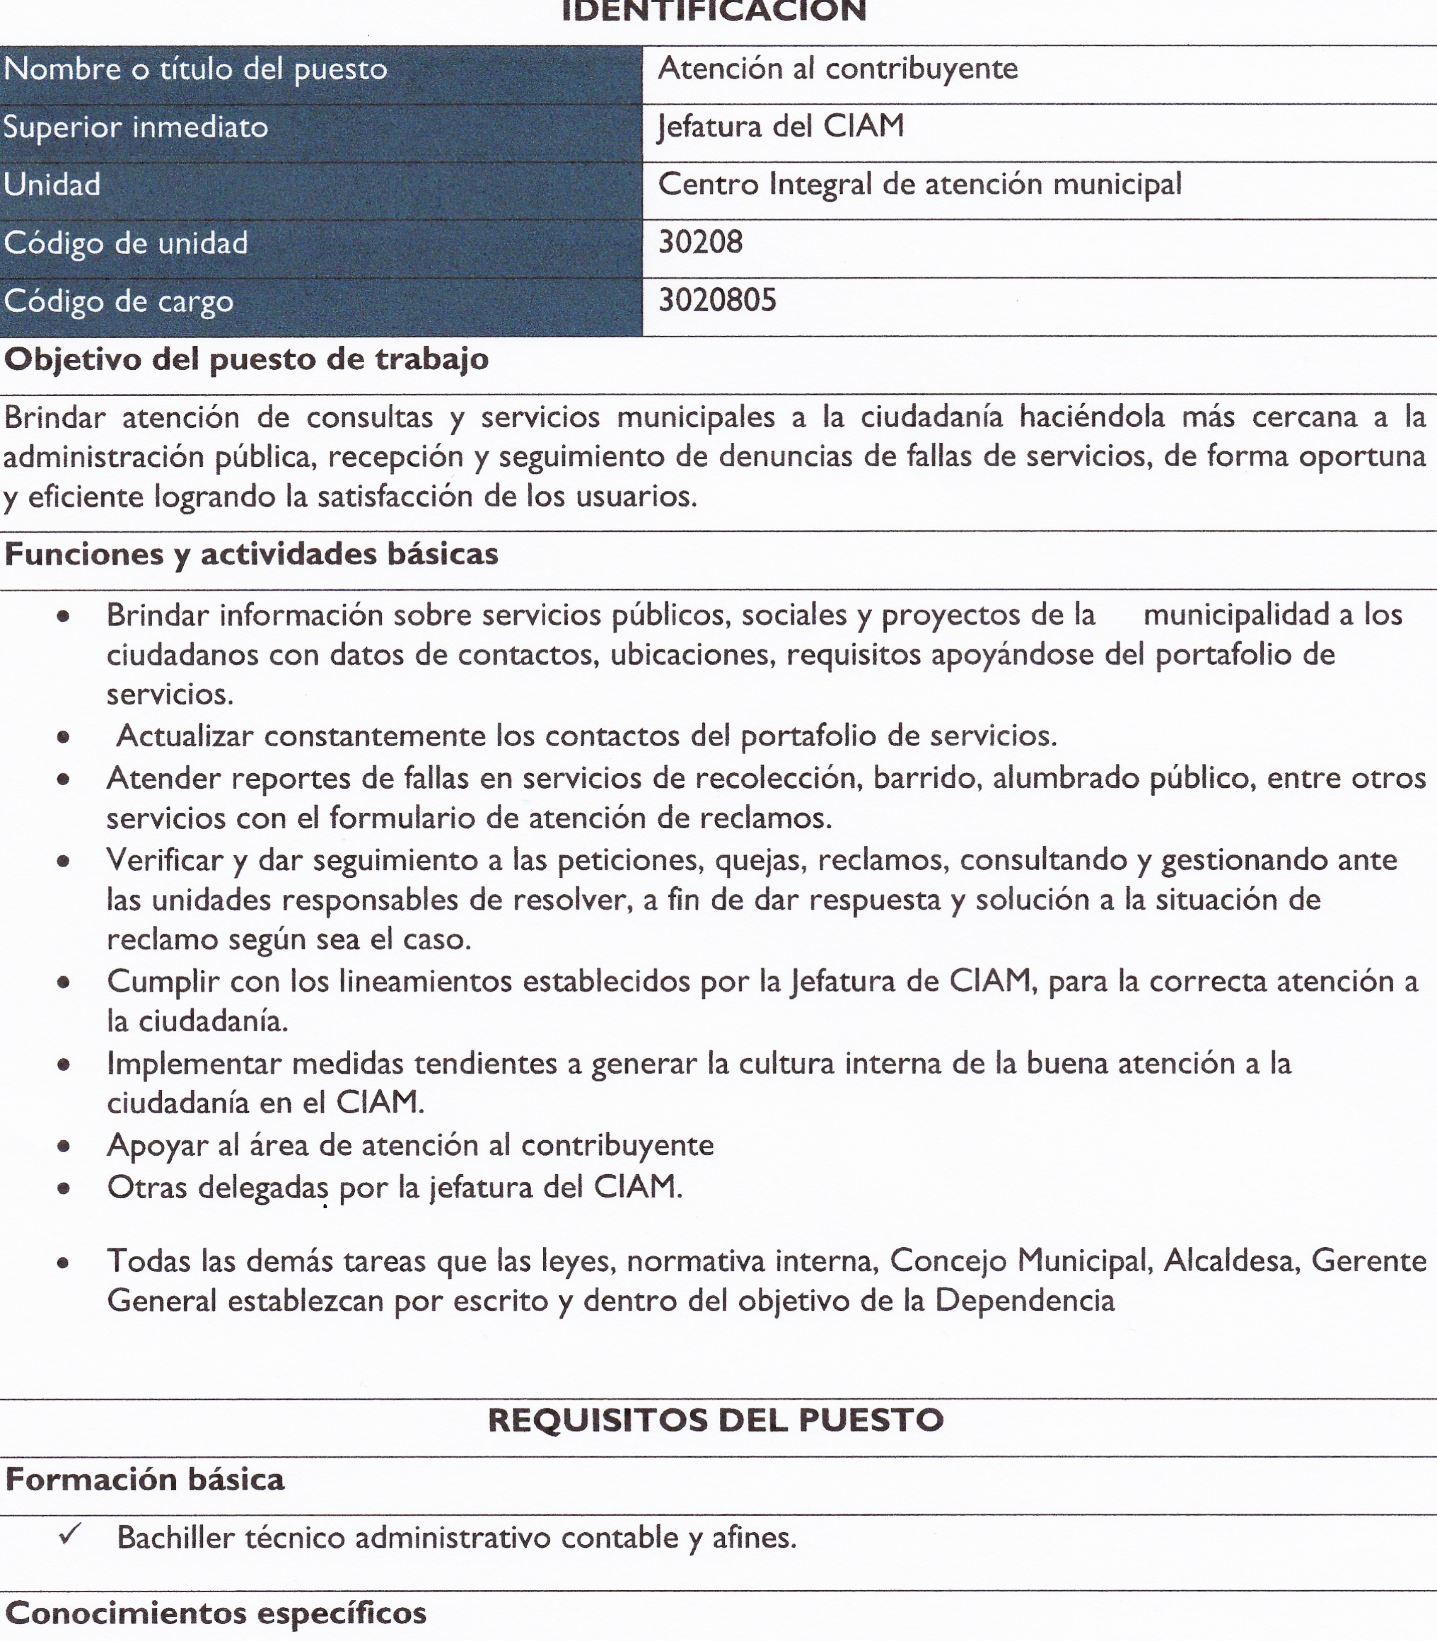 IDENTIFICACIÓN
Nombre o título del puesto Atención al contribuyente
Superior inmediato Jefatura del CIAM
Unidad Centro Integral de atención municipal
Código de unidad 30208
Código de cargo 3020805
Objetivo del puesto de trabajo
Brindar atención de consultas y servicios municipales a la ciudadanía haciéndola más cercana a la
administración pública, recepción y seguimiento de denuncias de fallas de servicios, de forma oportuna
y eficiente logrando la satisfacción de los usuarios.
Funciones y actividades básicas
• Brindar información sobre servicios públicos, sociales y proyectos de la municipalidad a los
ciudadanos con datos de contactos, ubicaciones, requisitos apoyándose del portafolio de
servicios.
• Actualizar constantemente los contactos del portafolio de servicios.
• Atender reportes de fallas en servicios de recolección, barrido, alumbrado público, entre otros
servicios con el formulario de atención de reclamos.
• Verificar y dar seguimiento a las peticiones, quejas, reclamos, consultando y gestionando ante
las unidades responsables de resolver, a fin de dar respuesta y solución a la situación de
reclamo según sea el caso.
• Cumplir con los lineamientos establecidos por la Jefatura de CIAM, para la correcta atención a
la ciudadanía.
• Implementar medidas tendientes a generar la cultura interna de la buena atención a la
ciudadanía en el CIAM.
• Apoyar al área de atención al contribuyente
• Otras delegadas por la jefatura del CIAM.
• Todas las demás tareas que las leyes, normativa interna, Concejo Municipal, Alcaldesa, Gerente
General establezcan por escrito y dentro del objetivo de la Dependencia
REQUISITOS DEL PUESTO
Formación básica
✓ Bachiller técnico administrativo contable y afines.
Conocimientos específicos